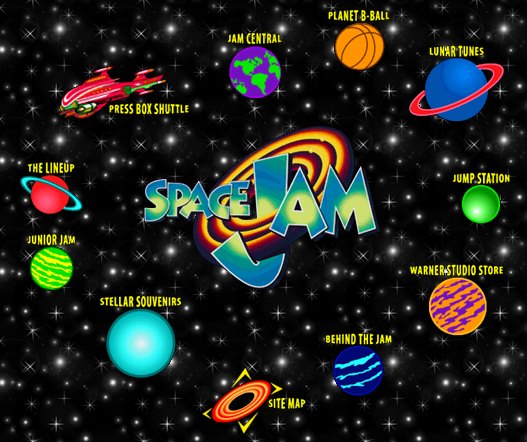 PLANET B-BALL
JAM CENTRAL
LUNAR TUNES
PRESS BOX SHUTTLE
THE LINEUP
JUMP STATION
SPACE JAM
JUNIOR JAM
WARNER STUDIO STORE
STELLAR SOUVENIRS
BEHIND THE JAM
SITE MAP